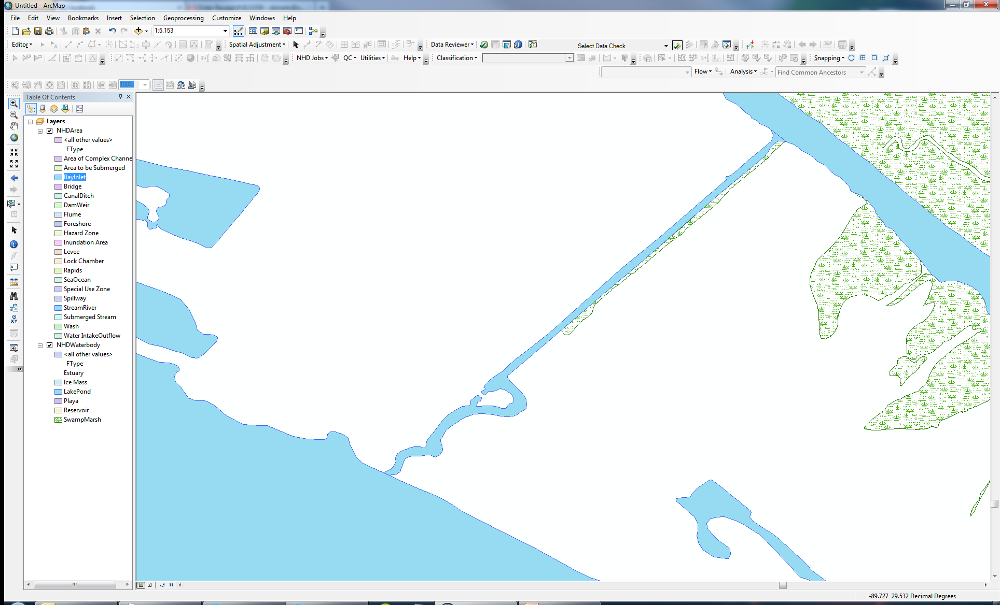 Untitled - ArcMap
File Edit View Bookmarks Insert Selection Geoprocessing Customize Windows Help
1:5,153
Editor Spatial Adjustment Data Reviewer Select Data Check
NHD Jobs QC Utilities Help Classification Snapping
Flow Analysis Find Common Ancestors
100%
Table Of Contents
Layers
NHDArea
<all other values>
FType
Area of Complex Channe
Area to be Submerged
BayInlet
Bridge
CanalDitch
DamWeir
Flume
Foreshore
Hazard Zone
Inundation Area
Levee
Lock Chamber
Rapids
SeaOcean
Special Use Zone
Spillway
StreamRiver
Submerged Stream
Wash
Water IntakeOutflow
NHDWaterbody
<all other values>
FType
Estuary
Ice Mass
LakePond
Playa
Reservoir
SwampMarsh
XY
-89.727 29.532 Decimal Degrees